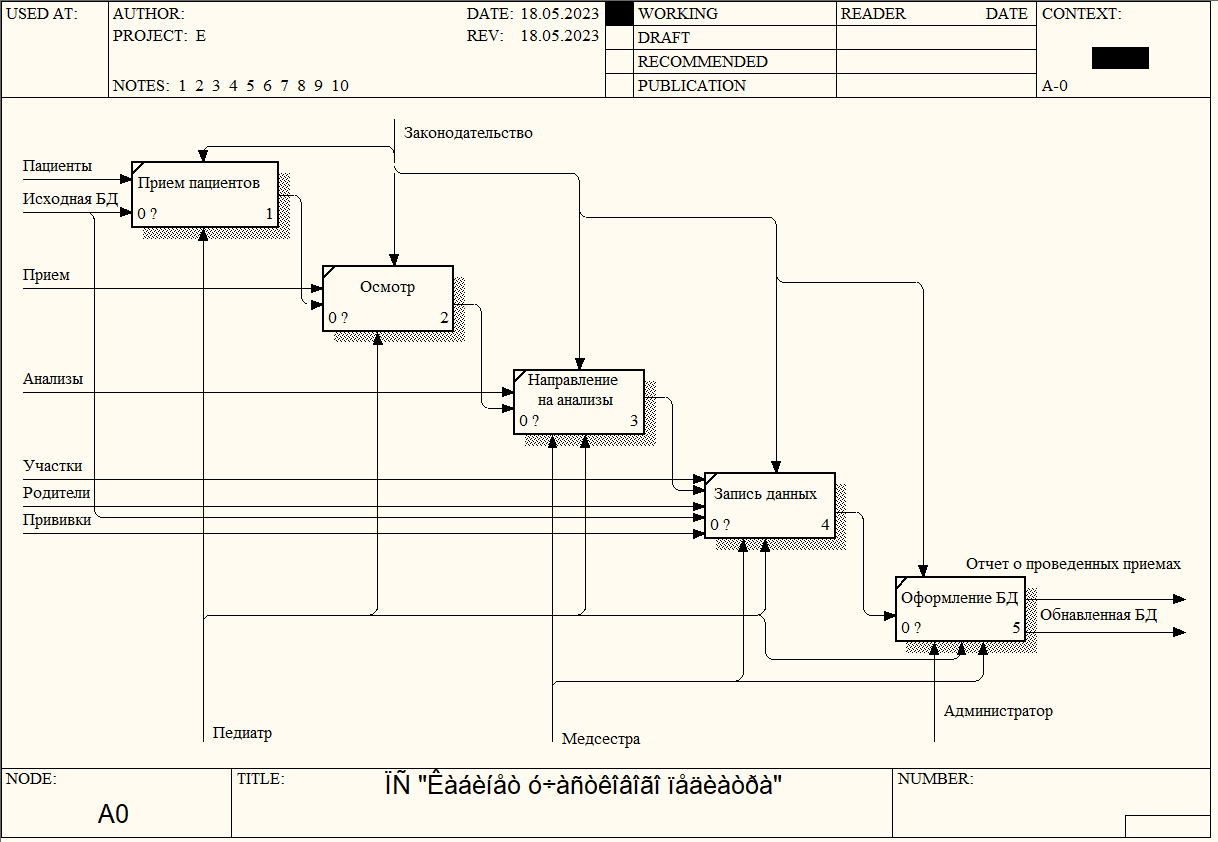 USED AT:
AUTHOR:
DATE: 18.05.2023
PROJECT: E
REV: 18.05.2023
NOTES: 1 2 3 4 5 6 7 8 9 10
WORKING
DRAFT
RECOMMENDED
PUBLICATION
READER DATE
CONTEXT:
A-0
Законодательство
Пациенты
Исходная БД
Прием пациентов
0 ? 1
Прием
Осмотр
0 ? 2
Анализы
Направление
на анализы
0 ? 3
Участки
Родители
Прививки
Запись данных
0 ? 4
Отчет о проведенных приемах
Оформление БД
0 ? 5
Обнавленная БД
Педиатр
Медсестра
Администратор
NODE:
A0
TITLE:
ÏÑ "Êàáèíåò ó÷àñòêîâîãî ïåäèàòðà"
NUMBER: